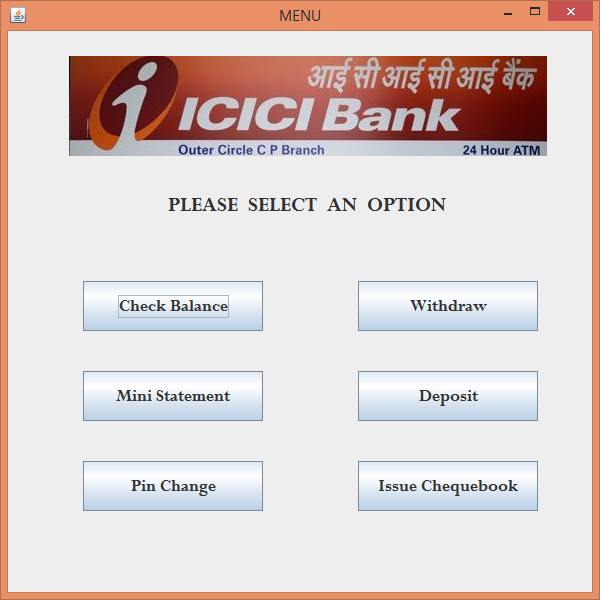 MENU
आई सी आई सी आई बैंक
ICICI Bank
Outer Circle C P Branch 24 Hour ATM
PLEASE SELECT AN OPTION
Check Balance Withdraw
Mini Statement Deposit
Pin Change Issue Chequebook